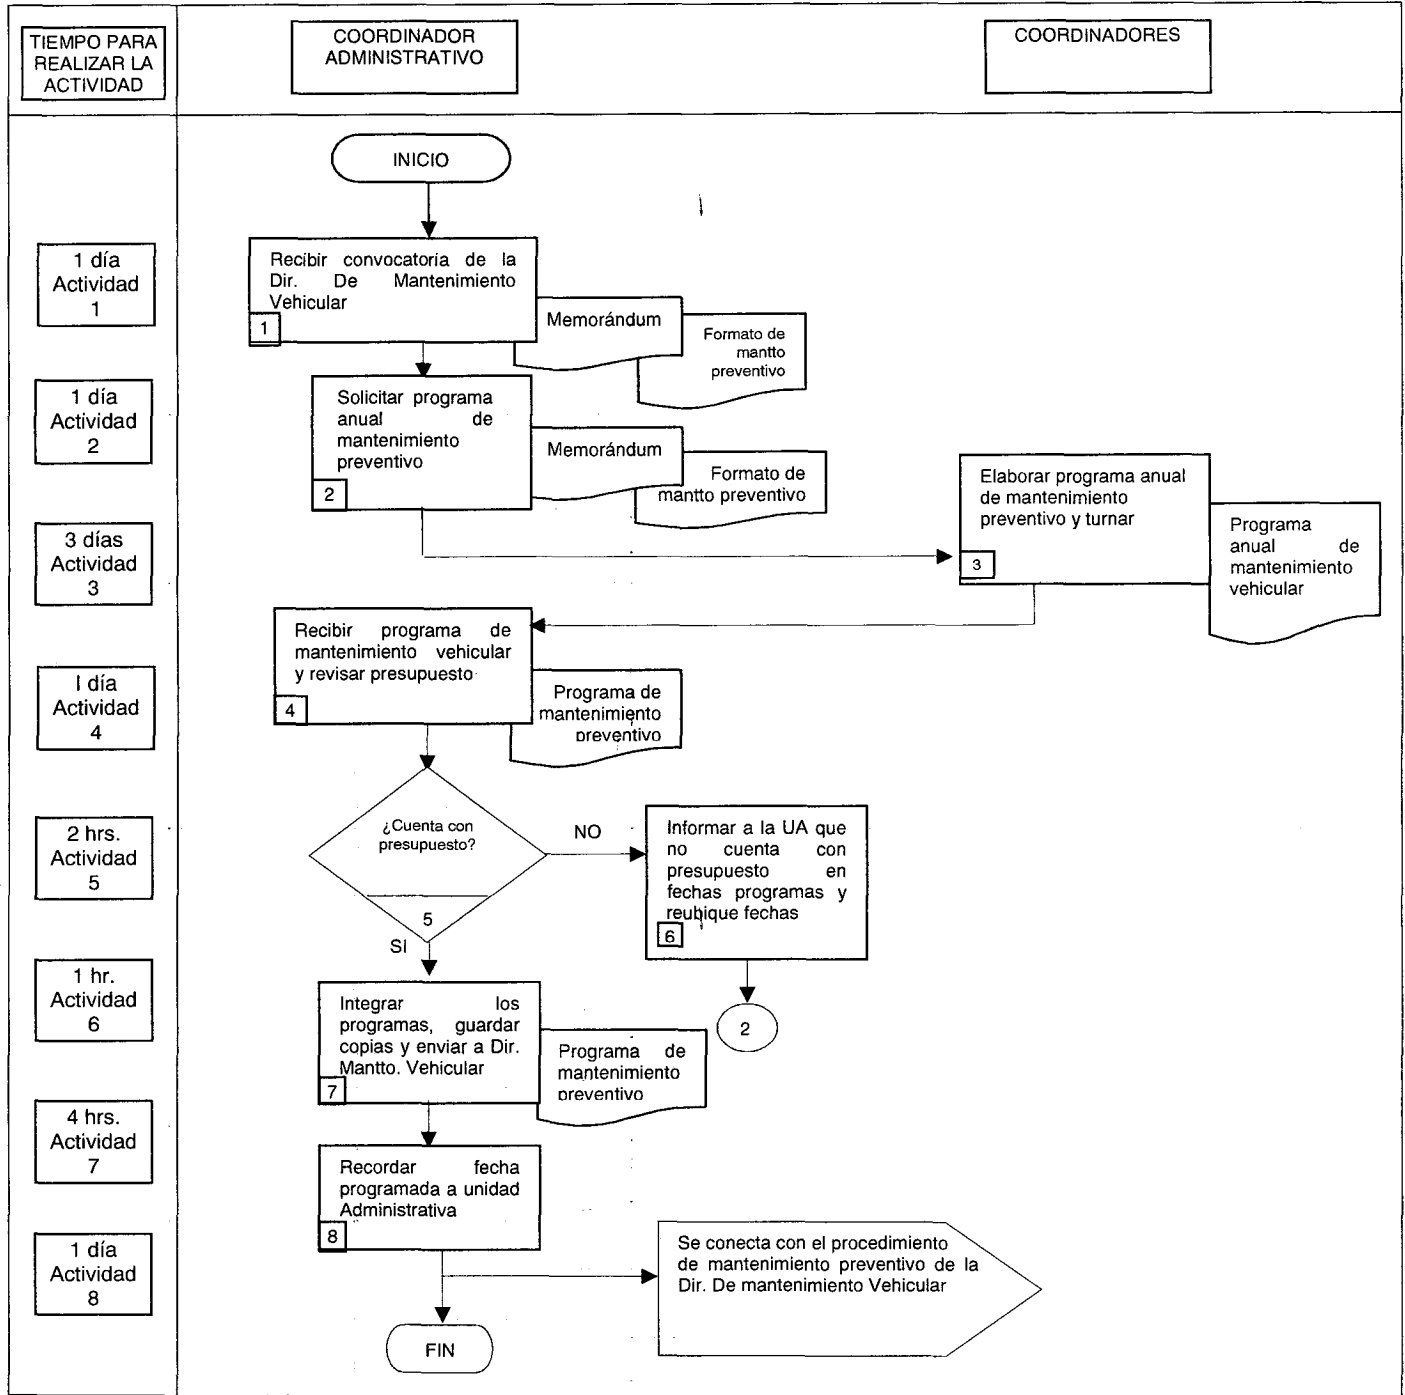 TIEMPO PARA
REALIZAR LA
ACTIVIDAD
COORDINADOR
ADMINISTRATIVO
COORDINADORES
INICIO
1 día
Actividad
1
Recibir convocatoria de la
Dir. De Mantenimiento
Vehicular
1
Memorándum
Formato de
mantto
preventivo
1 día
Actividad
2
Solicitar programa
anual de
mantenimiento
preventivo
2
Memorándum
Formato de
mantto preventivo
Elaborar programa anual
de mantenimiento
preventivo y turnar
3
Programa
anual de
mantenimiento
vehicular
3 días
Actividad
3
Recibir programa de
mantenimiento vehicular
y revisar presupuesto
4
Programa de
mantenimiento
preventivo
I día
Actividad
4
¿Cuenta con
presupuesto?
5
NO
SI
Informar a la UA que
no cuenta con
presupuesto en
fechas programas y
reubique fechas
6
2
2 hrs.
Actividad
5
1 hr.
Actividad
6
Integrar los
programas, guardar
copias y enviar a Dir.
Mantto. Vehicular
7
Programa de
mantenimiento
preventivo
4 hrs.
Actividad
7
Recordar fecha
programada a unidad
Administrativa
8
1 día
Actividad
8
Se conecta con el procedimiento
de mantenimiento preventivo de la
Dir. De mantenimiento Vehicular
FIN